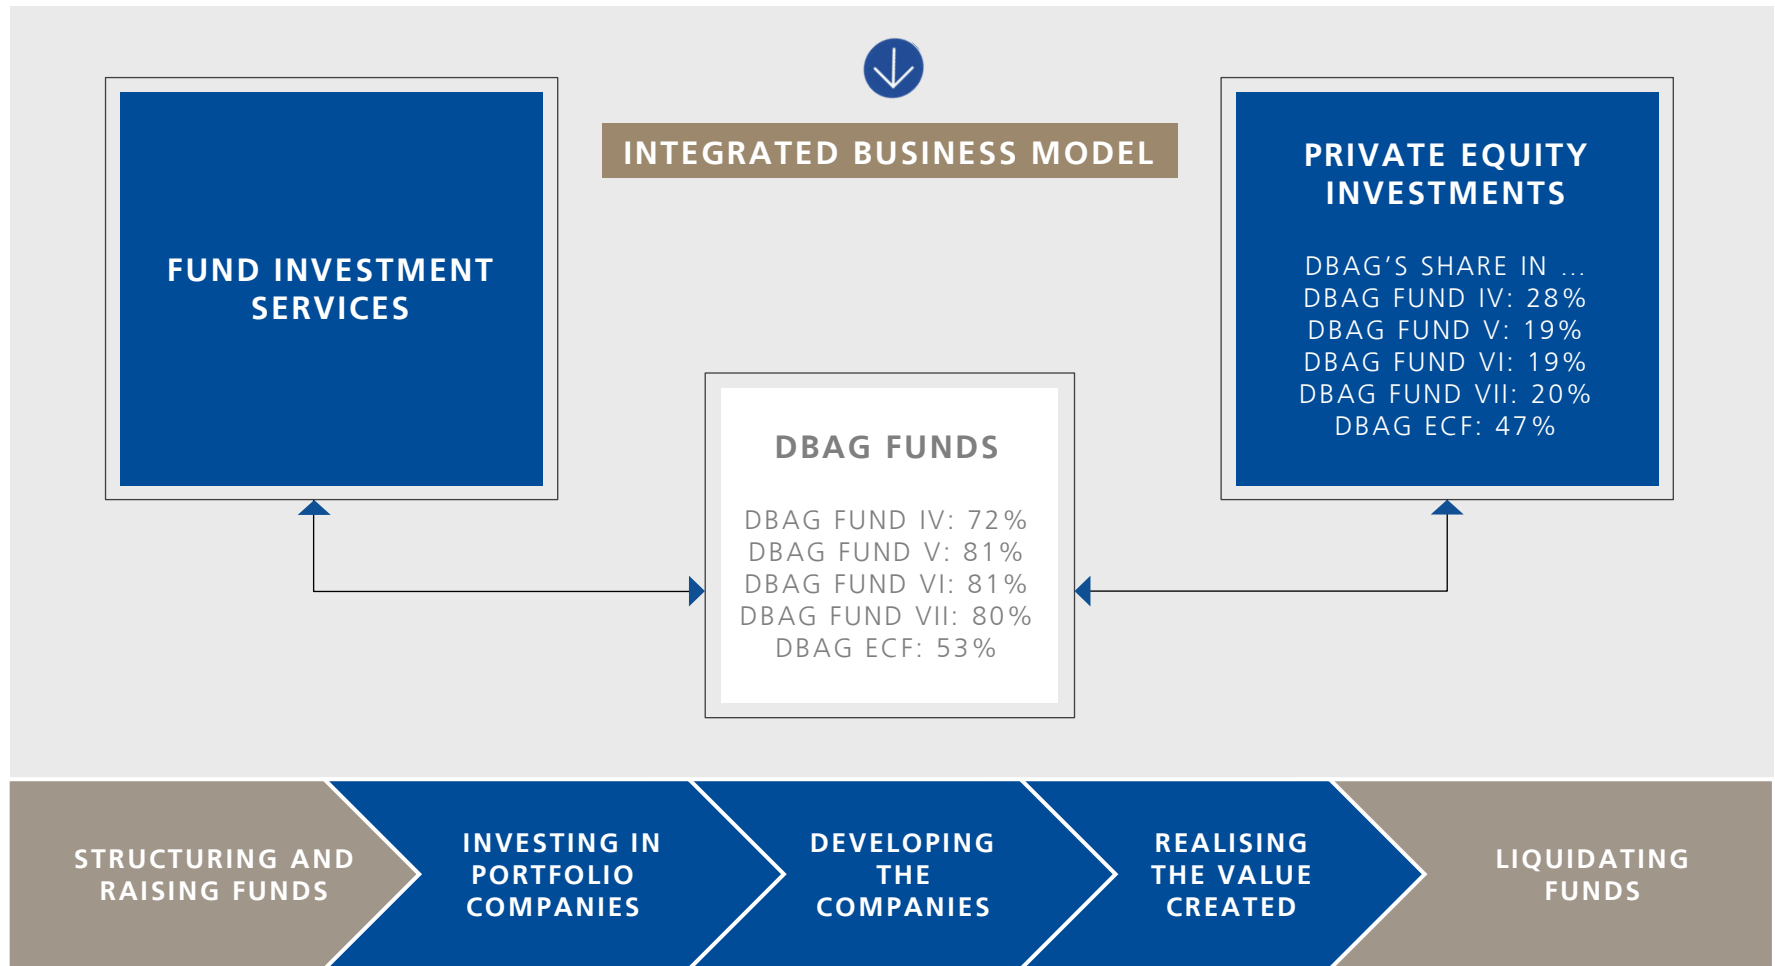 INTEGRATED BUSINESS MODEL
FUND INVESTMENT
SERVICES
PRIVATE EQUITY
INVESTMENTS
DBAG’S SHARE IN ...
DBAG FUND IV: 28%
DBAG FUND V: 19%
DBAG FUND VI: 19%
DBAG FUND VII: 20%
DBAG ECF: 47%
DBAG FUNDS
DBAG FUND IV: 72%
DBAG FUND V: 81%
DBAG FUND VI: 81%
DBAG FUND VII: 80%
DBAG ECF: 53%
STRUCTURING AND
RAISING FUNDS
INVESTING IN
PORTFOLIO
COMPANIES
DEVELOPING
THE
COMPANIES
REALISING
THE VALUE
CREATED
LIQUIDATING
FUNDS